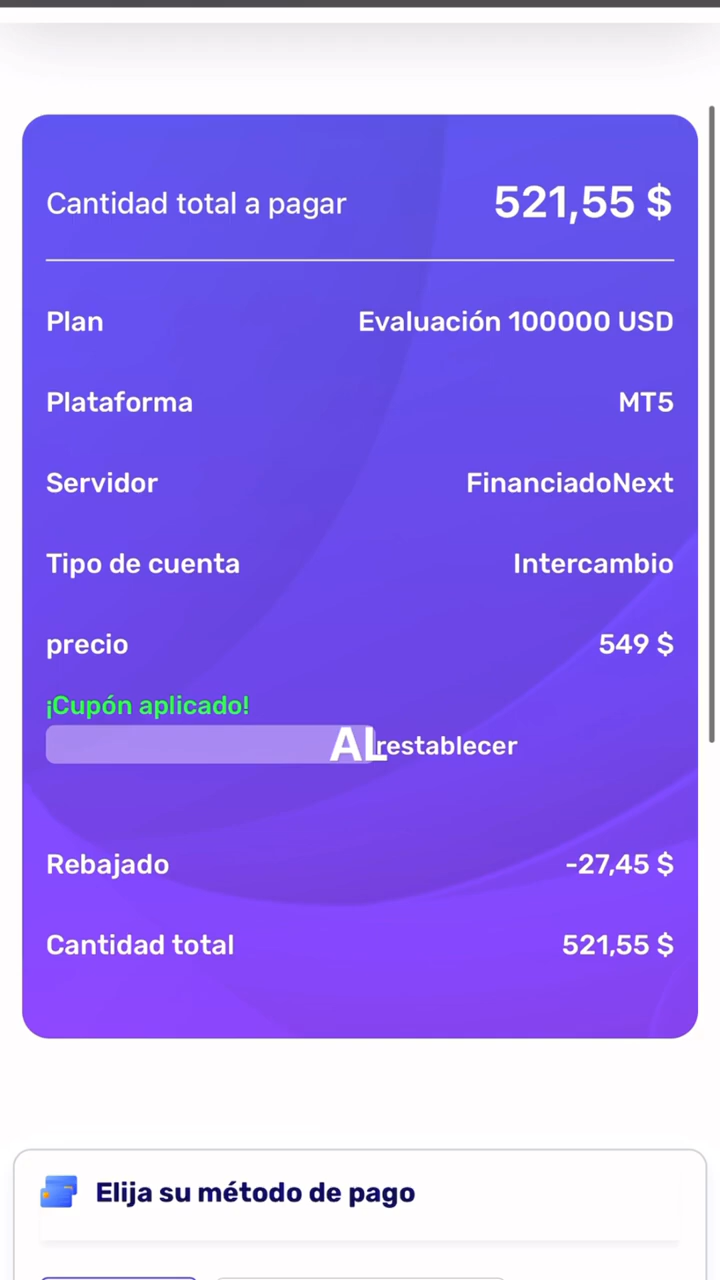 Cantidad total a pagar 521,55 $
Plan Evaluación 100000 USD
Plataforma MT5
Servidor FinanciadoNext
Tipo de cuenta Intercambio
precio 549 $
¡Cupón aplicado!
AL restablecer
Rebajado -27,45 $
Cantidad total 521,55 $
Elija su método de pago